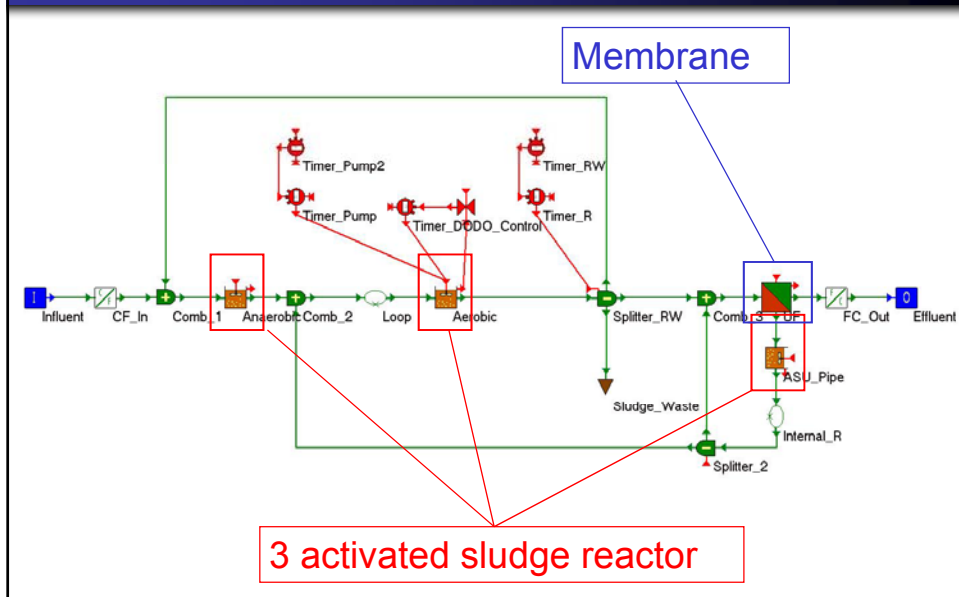 Membrane
Timer_Pump2
Timer_RW
Timer_Pump
Timer_DODO_Control
Timer_R
I
C
F
+
+
-
+
F
C
O
Influent
CF_In
Comb_1
Anaerobic
Comb_2
Loop
Aerobic
Splitter_RW
Comb_3
UF
FC_Out
Effluent
ASU_Pipe
Sludge_Waste
Internal_R
-
Splitter_2
3 activated sludge reactor